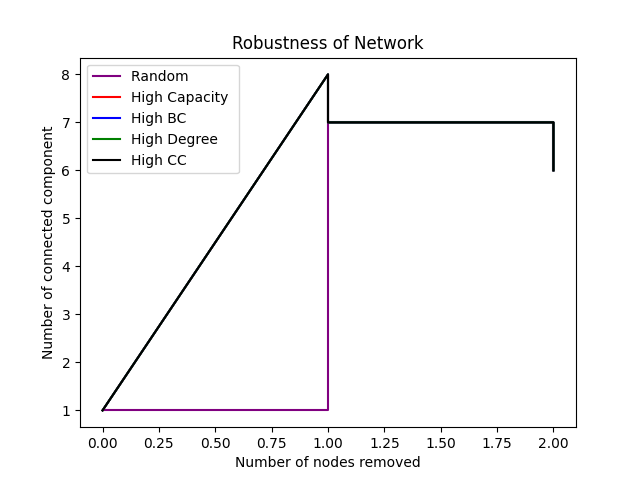 Robustness of Network
Random
High Capacity
High BC
High Degree
High CC
Number of connected component
8
7
6
5
4
3
2
1
0.00 0.25 0.50 0.75 1.00 1.25 1.50 1.75 2.00
Number of nodes removed